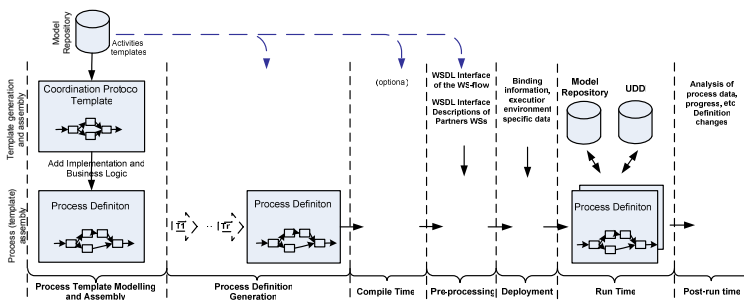 Model
Repository
Activities
templates
Template generation
and assembly
Coordination Protoco
Template
(optiona)
WSDL Interface
of the WS-flow
WSDL Interface
Descriptions of
Partners WSs
Binding
information,
execution
environment
specific data
Model
Repository
UDD
Analysis of
process data,
progress, etc
Definition
changes
Add Implementation and
Business Logic
Process (template)
assembly
Process Definiton
Process Definiton
Process Definiton
Process Template Modelling
and Assembly
Process Definition
Generation
Compile Time
Pre-processing
Deployment
Run Time
Post-run time